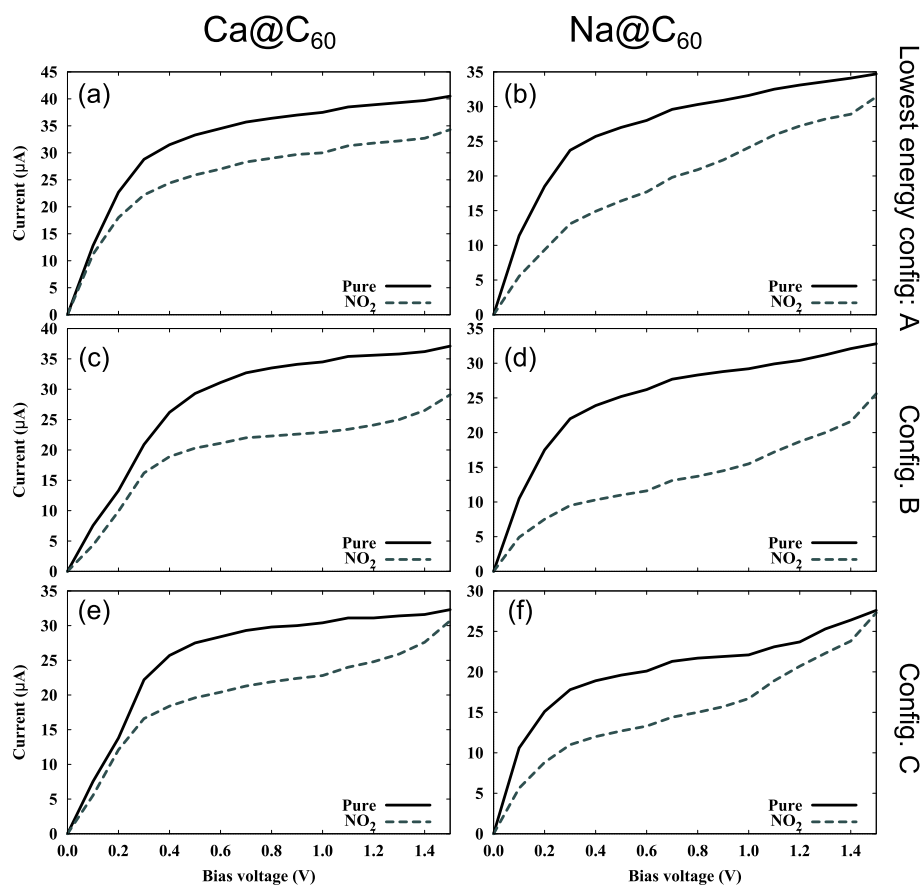 Ca@C60
Na@C60
Lowest energy config: A
Config. B
Config. C
(a)
Current (µA)
45
40
35
30
25
20
15
10
5
0
Pure
NO2
(b)
35
30
25
20
15
10
5
0
Pure
NO2
(c)
Current (µA)
40
35
30
25
20
15
10
5
0
Pure
NO2
(d)
35
30
25
20
15
10
5
0
Pure
NO2
(e)
Current (µA)
35
30
25
20
15
10
5
0
Pure
NO2
0.0 0.2 0.4 0.6 0.8 1.0 1.2 1.4
Bias voltage (V)
(f)
30
25
20
15
10
5
0
Pure
NO2
0.0 0.2 0.4 0.6 0.8 1.0 1.2 1.4
Bias voltage (V)